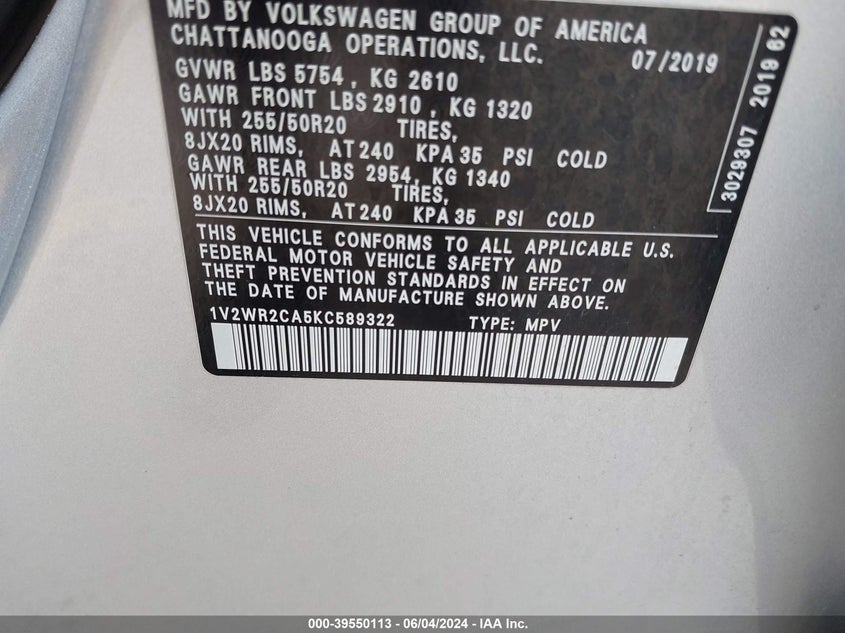 MFD BY VOLKSWAGEN GROUP OF AMERICA
CHATTANOOGA OPERATIONS, LLC.
07/2019
GVWR LBS 5754, KG 2610
GAWR FRONT LBS 2910, KG 1320
WITH 255/50R20 TIRES,
8JX20 RIMS, AT 240 KPA 35 PSI COLD
GAWR REAR LBS 2954, KG 1340
WITH 255/50R20 TIRES,
8JX20 RIMS, AT 240 KPA 35 PSI COLD
THIS VEHICLE CONFORMS TO ALL APPLICABLE U.S.
FEDERAL MOTOR VEHICLE SAFETY AND
THEFT PREVENTION STANDARDS IN EFFECT ON
THE DATE OF MANUFACTURE SHOWN ABOVE.
1V2WR2CA5KC589322 TYPE: MPV
3029307 2019 62
000-39550113 - 06/04/2024 - IAA Inc.